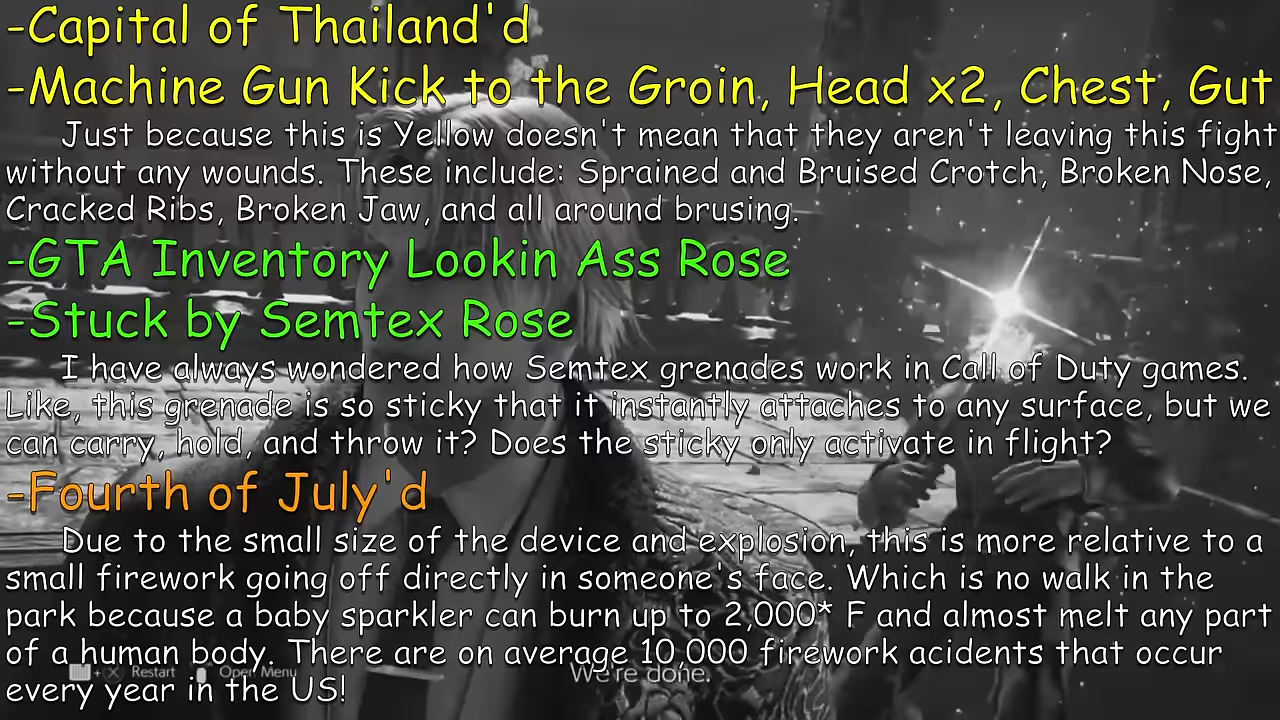 -Capital of Thailand'd
-Machine Gun Kick to the Groin, Head x2, Chest, Gut
Just because this is Yellow doesn't mean that they aren't leaving this fight
without any wounds. These include: Sprained and Bruised Crotch, Broken Nose,
Cracked Ribs, Broken Jaw, and all around brusing.
-GTA Inventory Lookin Ass Rose
-Stuck by Semtex Rose
I have always wondered how Semtex grenades work in Call of Duty games.
Like, this grenade is so sticky that it instantly attaches to any surface, but we
can carry, hold, and throw it? Does the sticky only activate in flight?
-Fourth of July'd
Due to the small size of the device and explosion, this is more relative to a
small firework going off directly in someone's face. Which is no walk in the
park because a baby sparkler can burn up to 2,000* F and almost melt any part
of a human body. There are on average 10,000 firework acidents that occur
every year in the US!
+ X Restart Open Menu
We're done.